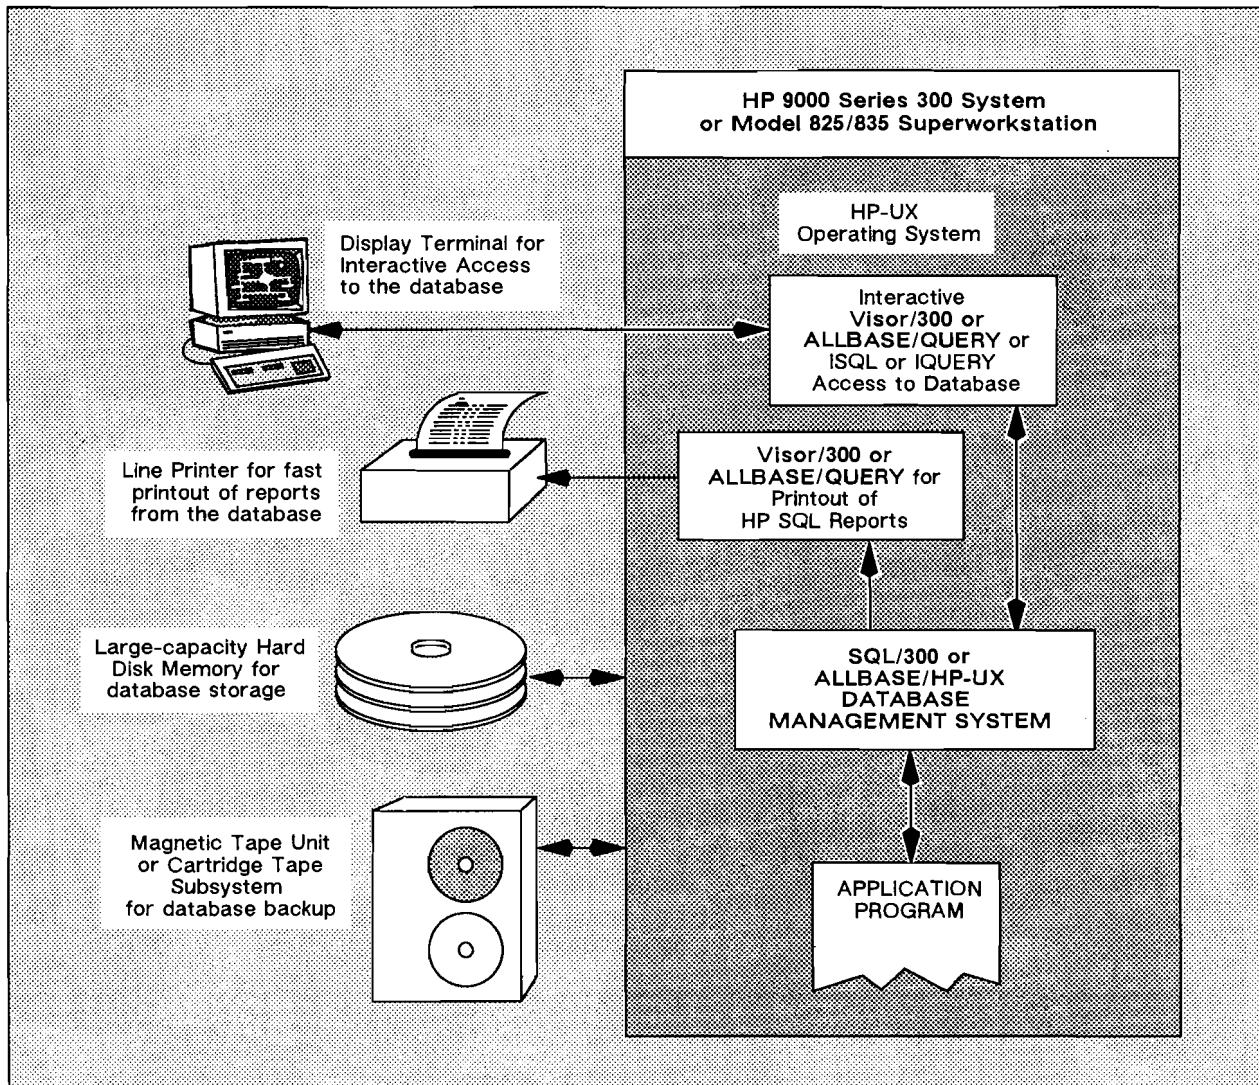 HP 9000 Series 300 System
or Model 825/835 Superworkstation
HP-UX
Operating System
Display Terminal for
Interactive Access
to the database
Interactive
Visor/300 or
ALLBASE/QUERY or
ISQL or IQUERY
Access to Database
Line Printer for fast
printout of reports
from the database
Visor/300 or
ALLBASE/QUERY for
Printout of
HP SQL Reports
Large-capacity Hard
Disk Memory for
database storage
SQL/300 or
ALLBASE/HP-UX
DATABASE
MANAGEMENT SYSTEM
Magnetic Tape Unit
or Cartridge Tape
Subsystem
for database backup
APPLICATION
PROGRAM